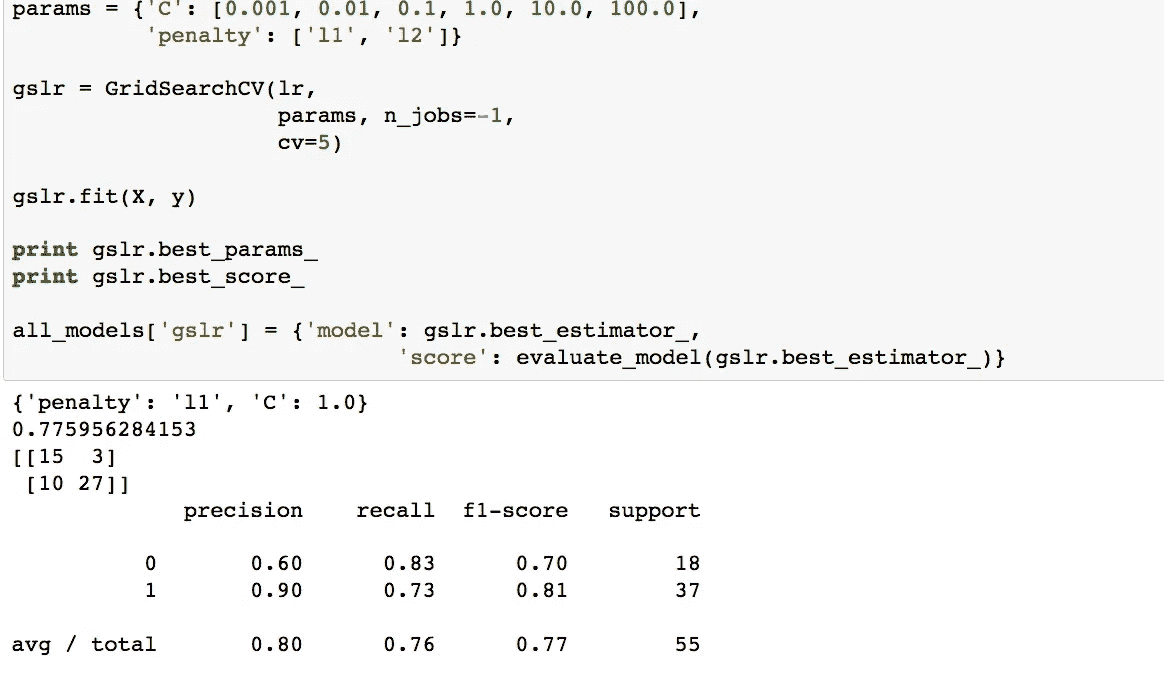 params = {'C': [0.001, 0.01, 0.1, 1.0, 10.0, 100.0],
          'penalty': ['l1', 'l2']}
gslr = GridSearchCV(lr,
                    params, n_jobs=-1,
                    cv=5)
gslr.fit(X, y)
print gslr.best_params_
print gslr.best_score_
all_models['gslr'] = {'model': gslr.best_estimator_,
                             'score': evaluate_model(gslr.best_estimator_)}
{'penalty': 'l1', 'C': 1.0}
0.775956284153
[[15  3]
 [10 27]]
             precision    recall  f1-score   support
          0       0.60      0.83      0.70        18
          1       0.90      0.73      0.81        37
avg / total       0.80      0.76      0.77        55